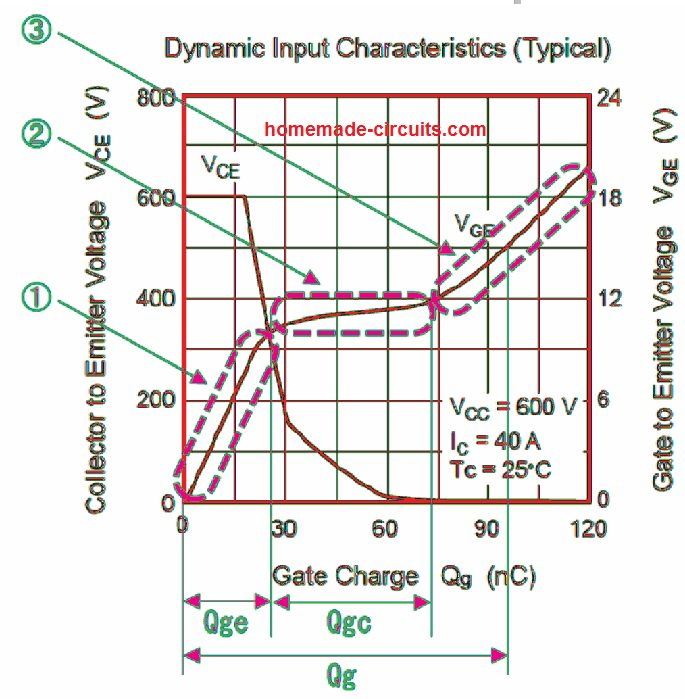 ③
Dynamic Input Characteristics (Typical)
800
24
homemade-circuits.com
②
VCE
600
18
VGE
①
400
12
200
6
VCC = 600 V
IC = 40 A
Tc = 25°C
0
0
0
30
60
90
120
Collector to Emitter Voltage VCE (V)
Gate to Emitter Voltage VGE (V)
Gate Charge Qg (nC)
Qge
Qgc
Qg